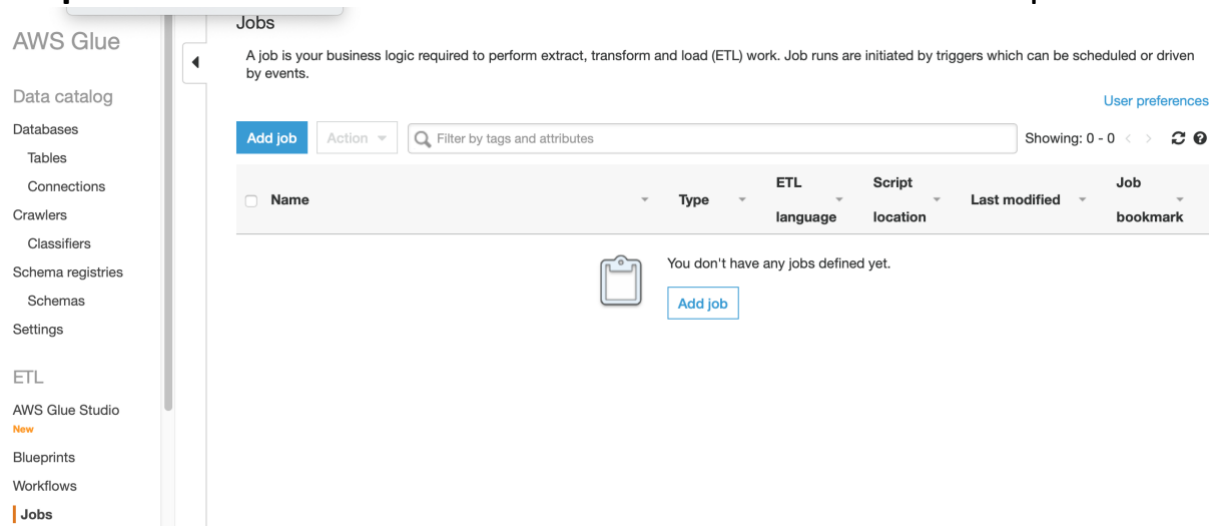 AWS Glue
Data catalog
Databases
Tables
Connections
Crawlers
Classifiers
Schema registries
Schemas
Settings
ETL
AWS Glue Studio
New
Blueprints
Workflows
Jobs
Jobs
A job is your business logic required to perform extract, transform and load (ETL) work. Job runs are initiated by triggers which can be scheduled or driven
by events.
User preferences
Add job Action Filter by tags and attributes Showing: 0 - 0
Name Type ETL language Script location Last modified Job bookmark
You don't have any jobs defined yet.
Add job